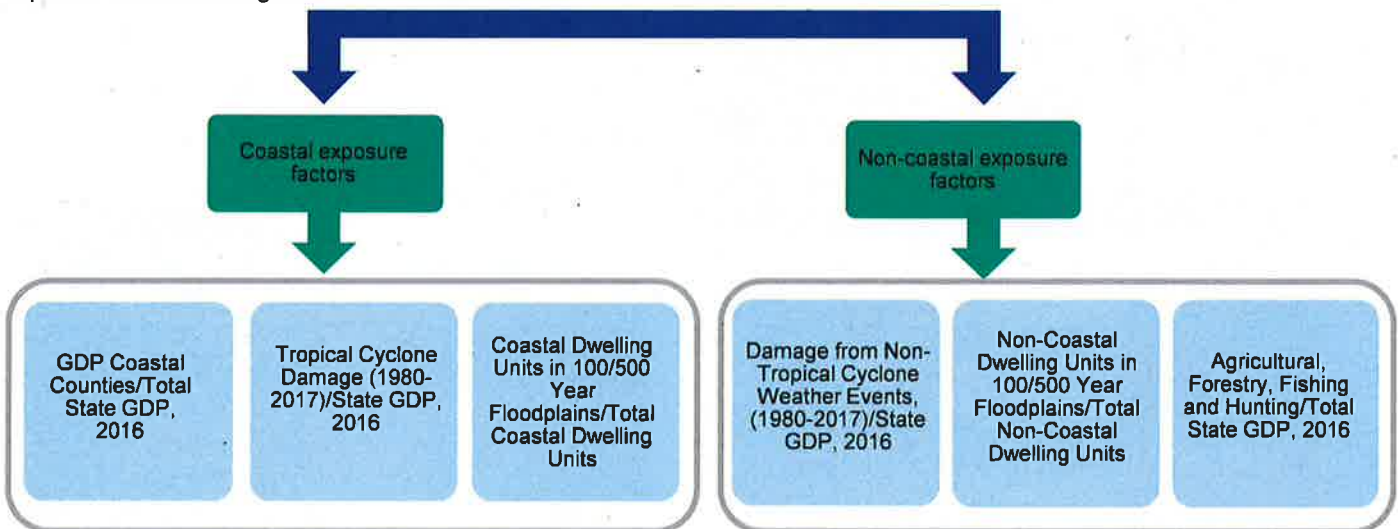 Coastal exposure
factors
Non-coastal exposure
factors
GDP Coastal
Counties/Total
State GDP,
2016
Tropical Cyclone
Damage (1980-
2017)/State GDP,
2016
Coastal Dwelling
Units in 100/500
Year
Floodplains/Total
Coastal Dwelling
Units
Damage from Non-
Tropical Cyclone
Weather Events,
(1980-2017)/State
GDP, 2016
Non-Coastal
Dwelling Units in
100/500 Year
Floodplains/Total
Non-Coastal
Dwelling Units
Agricultural,
Forestry, Fishing
and Hunting/Total
State GDP, 2016